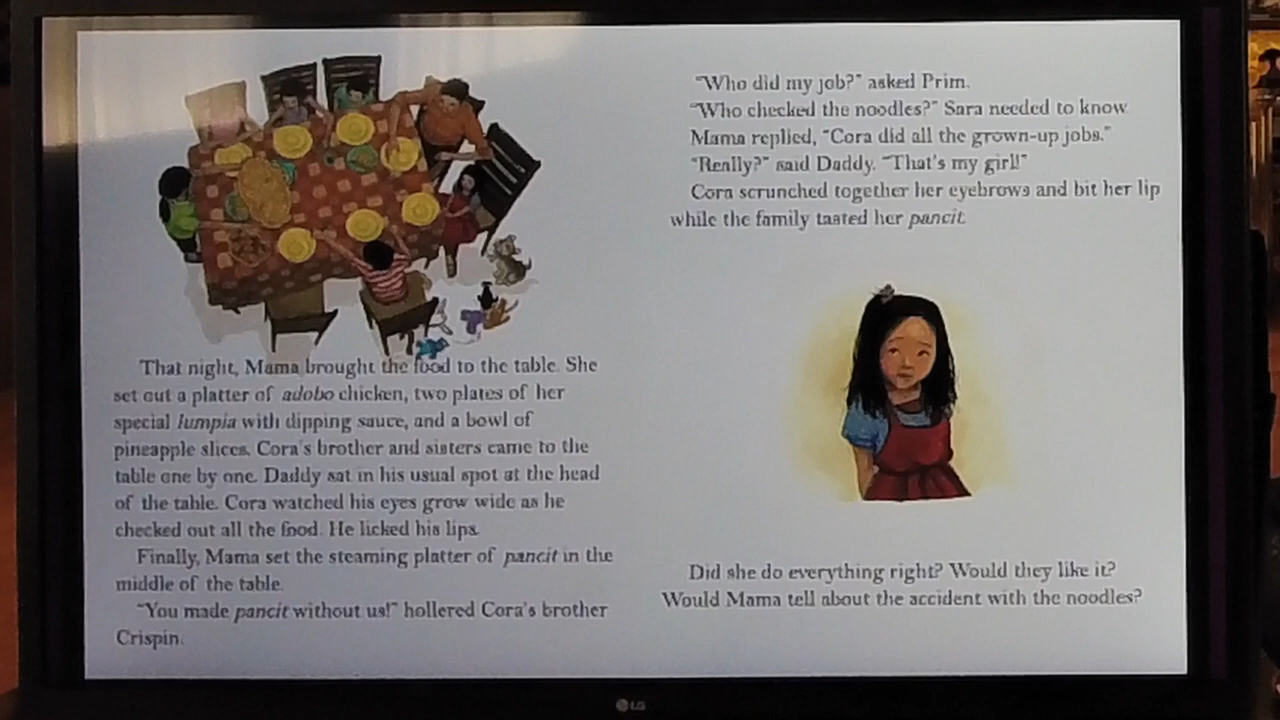 That night, Mama brought the food to the table. She
set out a platter of adobo chicken, two plates of her
special lumpia with dipping sauce, and a bowl of
pineapple slices. Cora's brother and sisters came to the
table one by one. Daddy sat in his usual spot at the head
of the table. Cora watched his eyes grow wide as he
checked out all the food. He licked his lips.
Finally, Mama set the steaming platter of pancit in the
middle of the table.
"You made pancit without us!" hollered Cora's brother
Crispin.
"Who did my job?" asked Prim.
"Who checked the noodles?" Sara needed to know.
Mama replied, "Cora did all the grown-up jobs."
"Really?" said Daddy. "That's my girl!"
Cora scrunched together her eyebrows and bit her lip
while the family tasted her pancit.
Did she do everything right? Would they like it?
Would Mama tell about the accident with the noodles?
LG